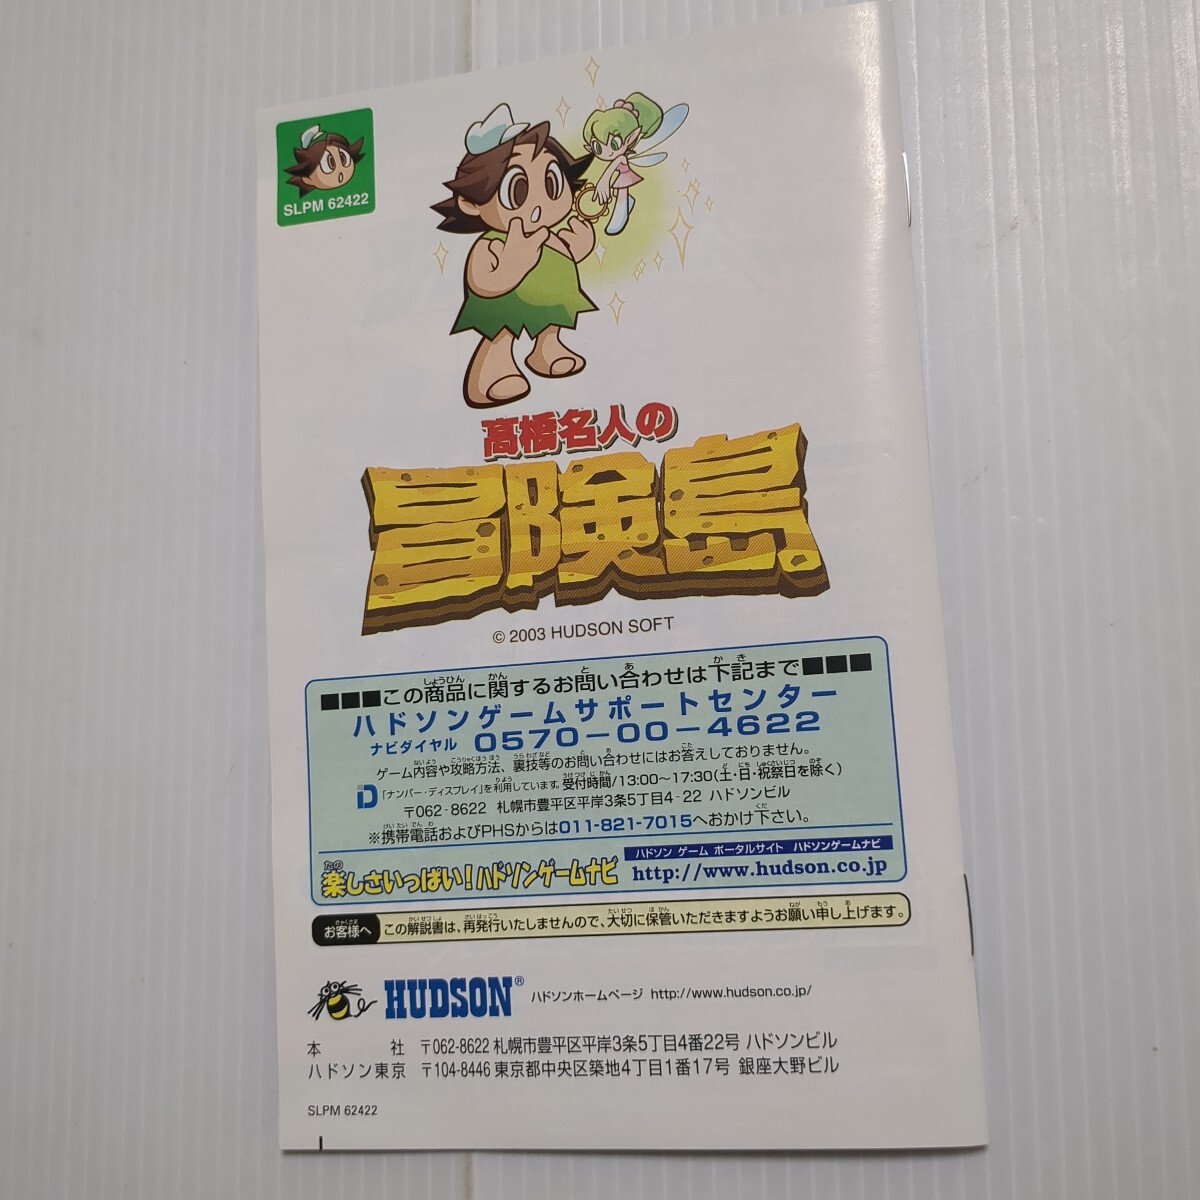 SLPM 62422
高橋名人の
冒険島
© 2003 HUDSON SOFT
■■■この商品に関するお問い合わせは下記まで■■■
ハドソンゲームサポートセンター
ナビダイヤル 0570-00-4622
ゲーム内容や攻略方法、裏技等のお問い合わせにはお答えしておりません。
「ナンバー・ディスプレイ」を利用しています。受付時間/13:00〜17:30(土・日・祝祭日を除く)
〒062-8622 札幌市豊平区平岸3条5丁目4-22 ハドソンビル
※携帯電話およびPHSからは011-821-7015へおかけ下さい。
楽しさいっぱい!ハドソンゲームナビ
ハドソン ゲーム ポータルサイト ハドソンゲームナビ
http://www.hudson.co.jp
お客様へ この解説書は、再発行いたしませんので、大切に保管いただきますようお願い申し上げます。
HUDSON® ハドソンホームページ http://www.hudson.co.jp/
本 社 〒062-8622 札幌市豊平区平岸3条5丁目4番22号 ハドソンビル
ハドソン東京 〒104-8446 東京都中央区築地4丁目1番17号 銀座大野ビル
SLPM 62422